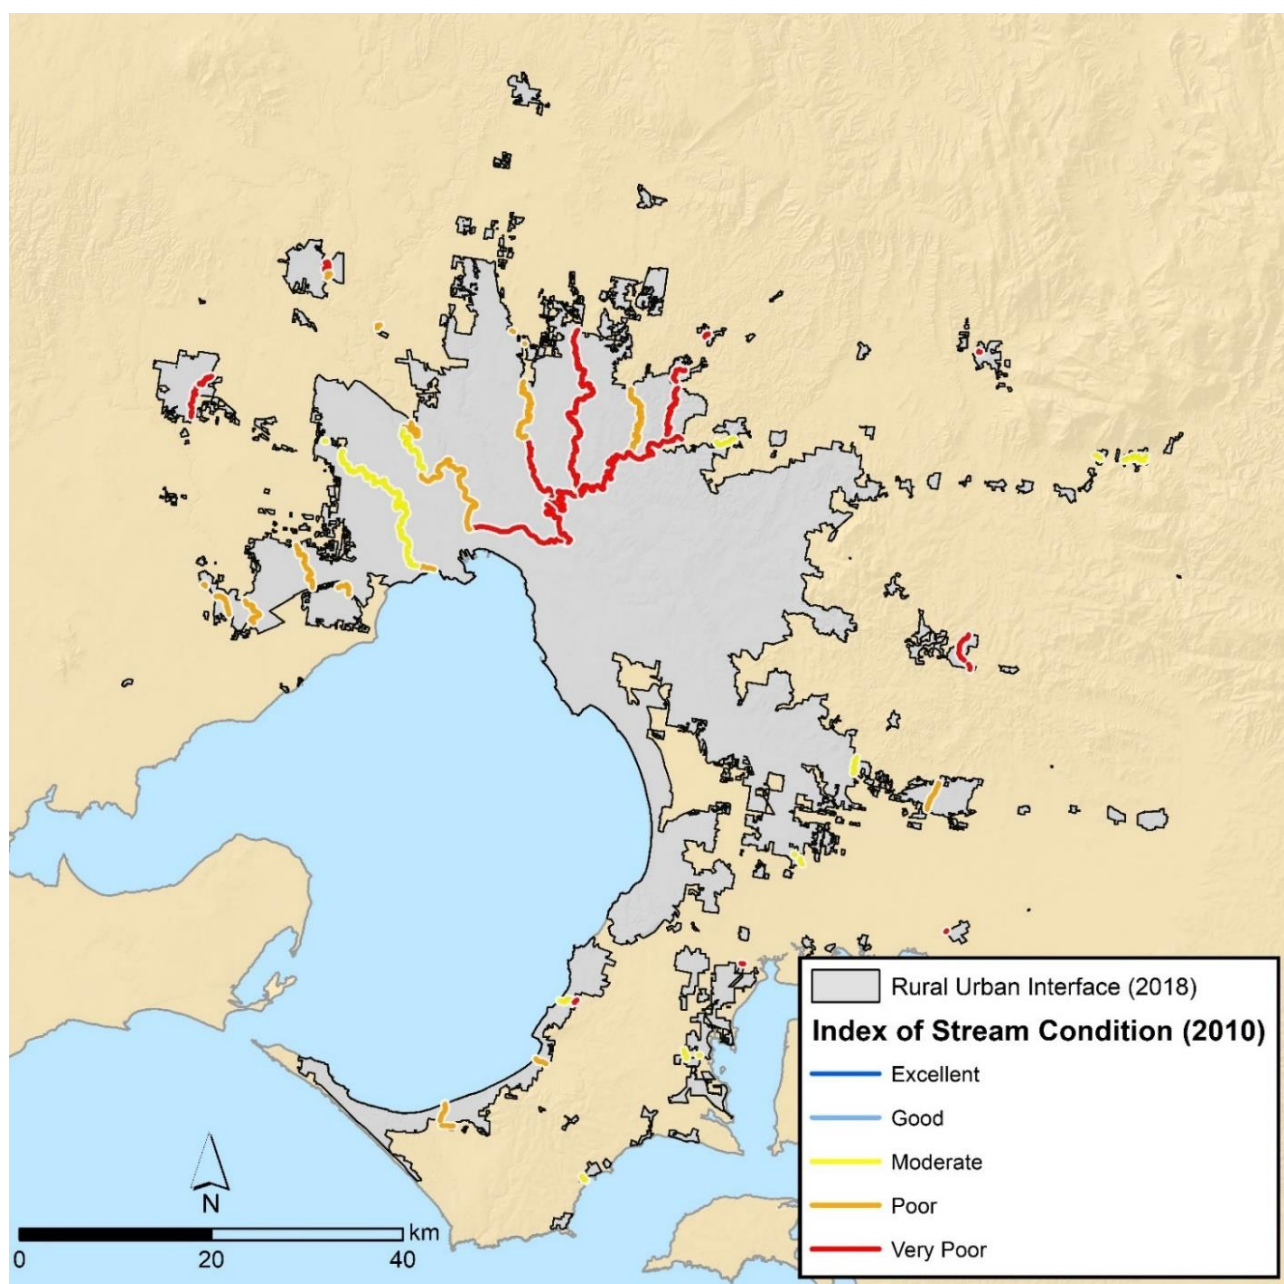 Rural Urban Interface (2018)
Index of Stream Condition (2010)
Excellent
Good
Moderate
Poor
Very Poor
N
km
0 20 40